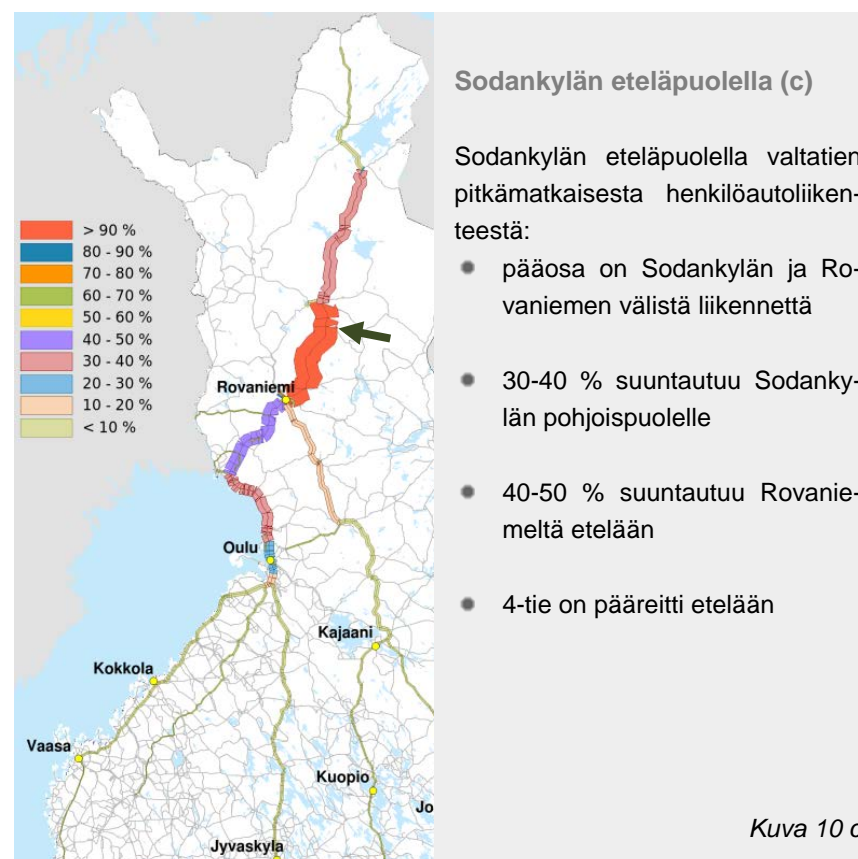 Sodankylän eteläpuolella (c)
Sodankylän eteläpuolella valtatien
pitkämatkaisesta henkilöautoliiken-
teestä:
pääosa on Sodankylän ja Ro-
vaniemen välistä liikennettä
30-40 % suuntautuu Sodanky-
län pohjoispuolelle
40-50 % suuntautuu Rovanie-
meltä etelään
4-tie on pääreitti etelään
Kuva 10 c
> 90 %
80 - 90 %
70 - 80 %
60 - 70 %
50 - 60 %
40 - 50 %
30 - 40 %
20 - 30 %
10 - 20 %
< 10 %
Rovaniemi
Oulu
Kajaani
Kokkola
Vaasa
Kuopio
Jo
Jyvaskyla